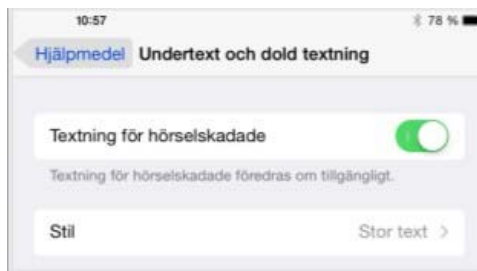 10:57 78 %
Hjälpmedel Undertext och dold textning
Textning för hörselskadade
Textning för hörselskadade föredras om tillgängligt.
Stil Stor text